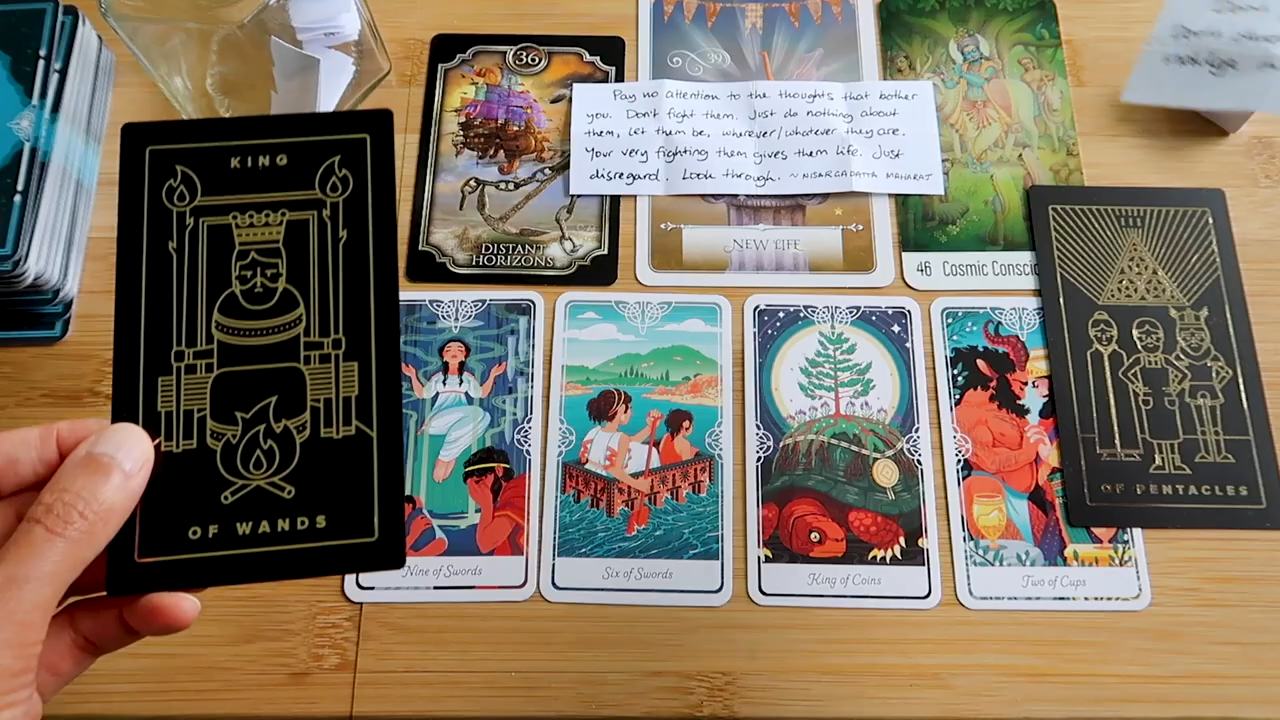 36
DISTANT
HORIZONS
39
NEW LIFE
Pay no attention to the thoughts that bother
you. Don't fight them. Just do nothing about
them, let them be, wherever/whatever they are.
Your very fighting them gives them life. Just
disregard. Look through. ~ NISARGADATTA MAHARAJ
46 Cosmic Consci
KING
OF WANDS
Nine of Swords
Six of Swords
King of Coins
Two of Cups
III
OF PENTACLES